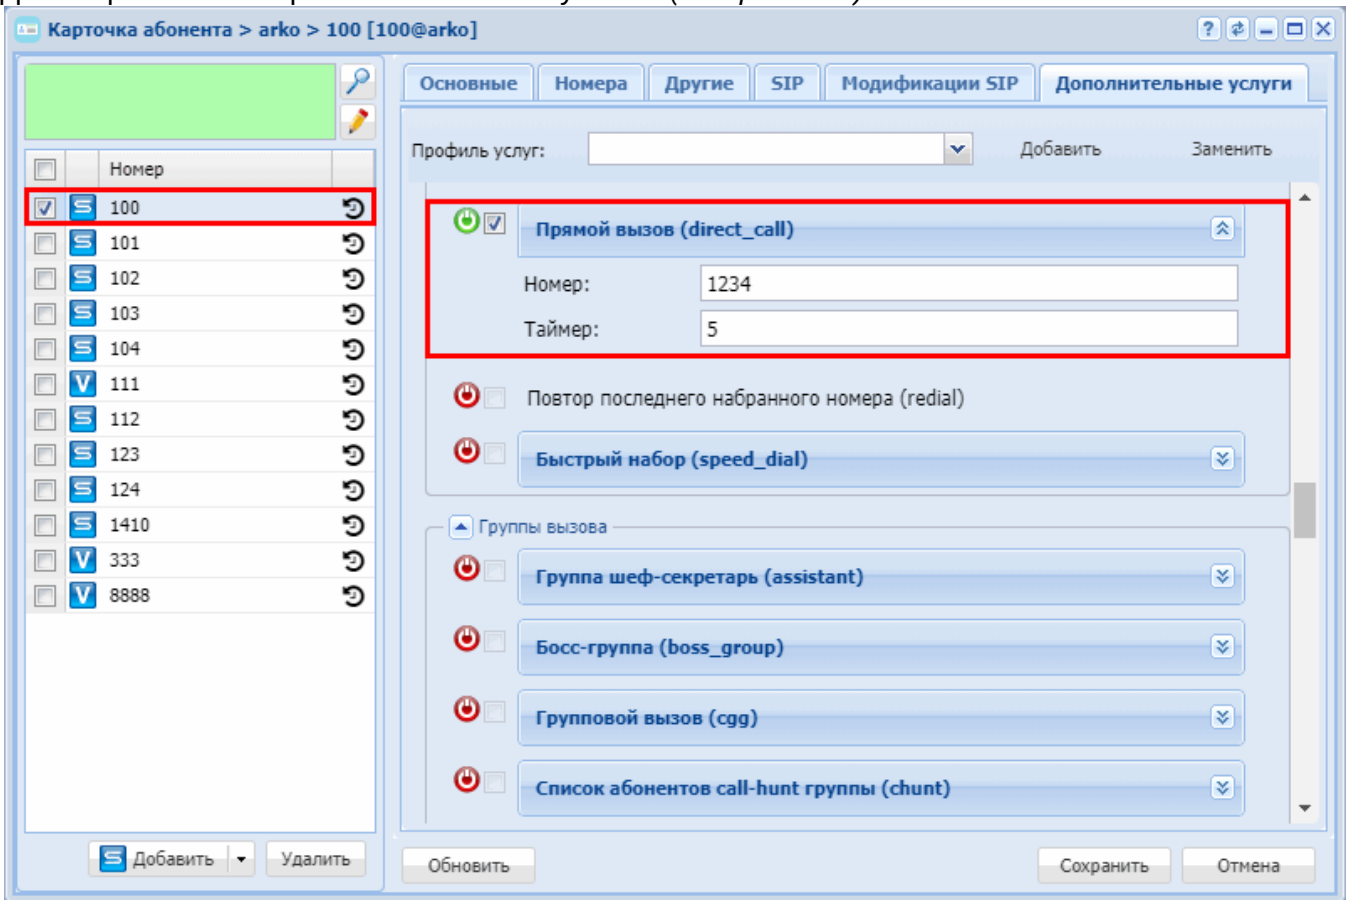 Карточка абонента > arko > 100 [100@arko]
Основные Номера Другие SIP Модификации SIP Дополнительные услуги
Профиль услуг: Добавить Заменить
Номер
100
101
102
103
104
111
112
123
124
1410
333
8888
Прямой вызов (direct_call)
Номер: 1234
Таймер: 5
Повтор последнего набранного номера (redial)
Быстрый набор (speed_dial)
Группы вызова
Группа шеф-секретарь (assistant)
Босс-группа (boss_group)
Групповой вызов (cgg)
Список абонентов call-hunt группы (chunt)
Добавить Удалить
Обновить Сохранить Отмена